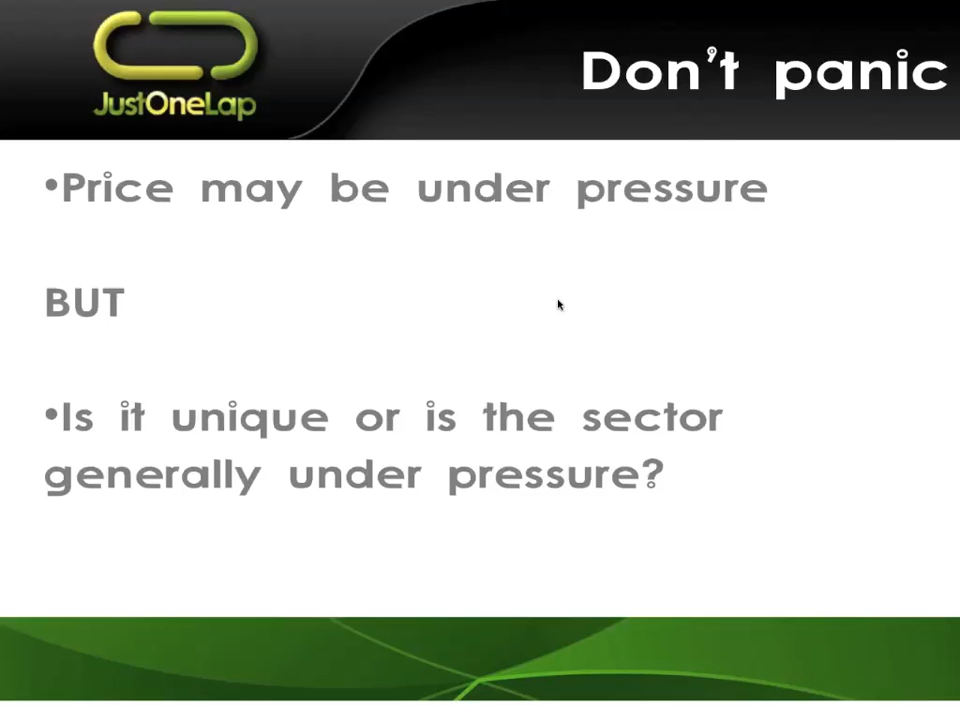 JustOneLap
Don't panic
•Price may be under pressure
BUT
•Is it unique or is the sector
generally under pressure?